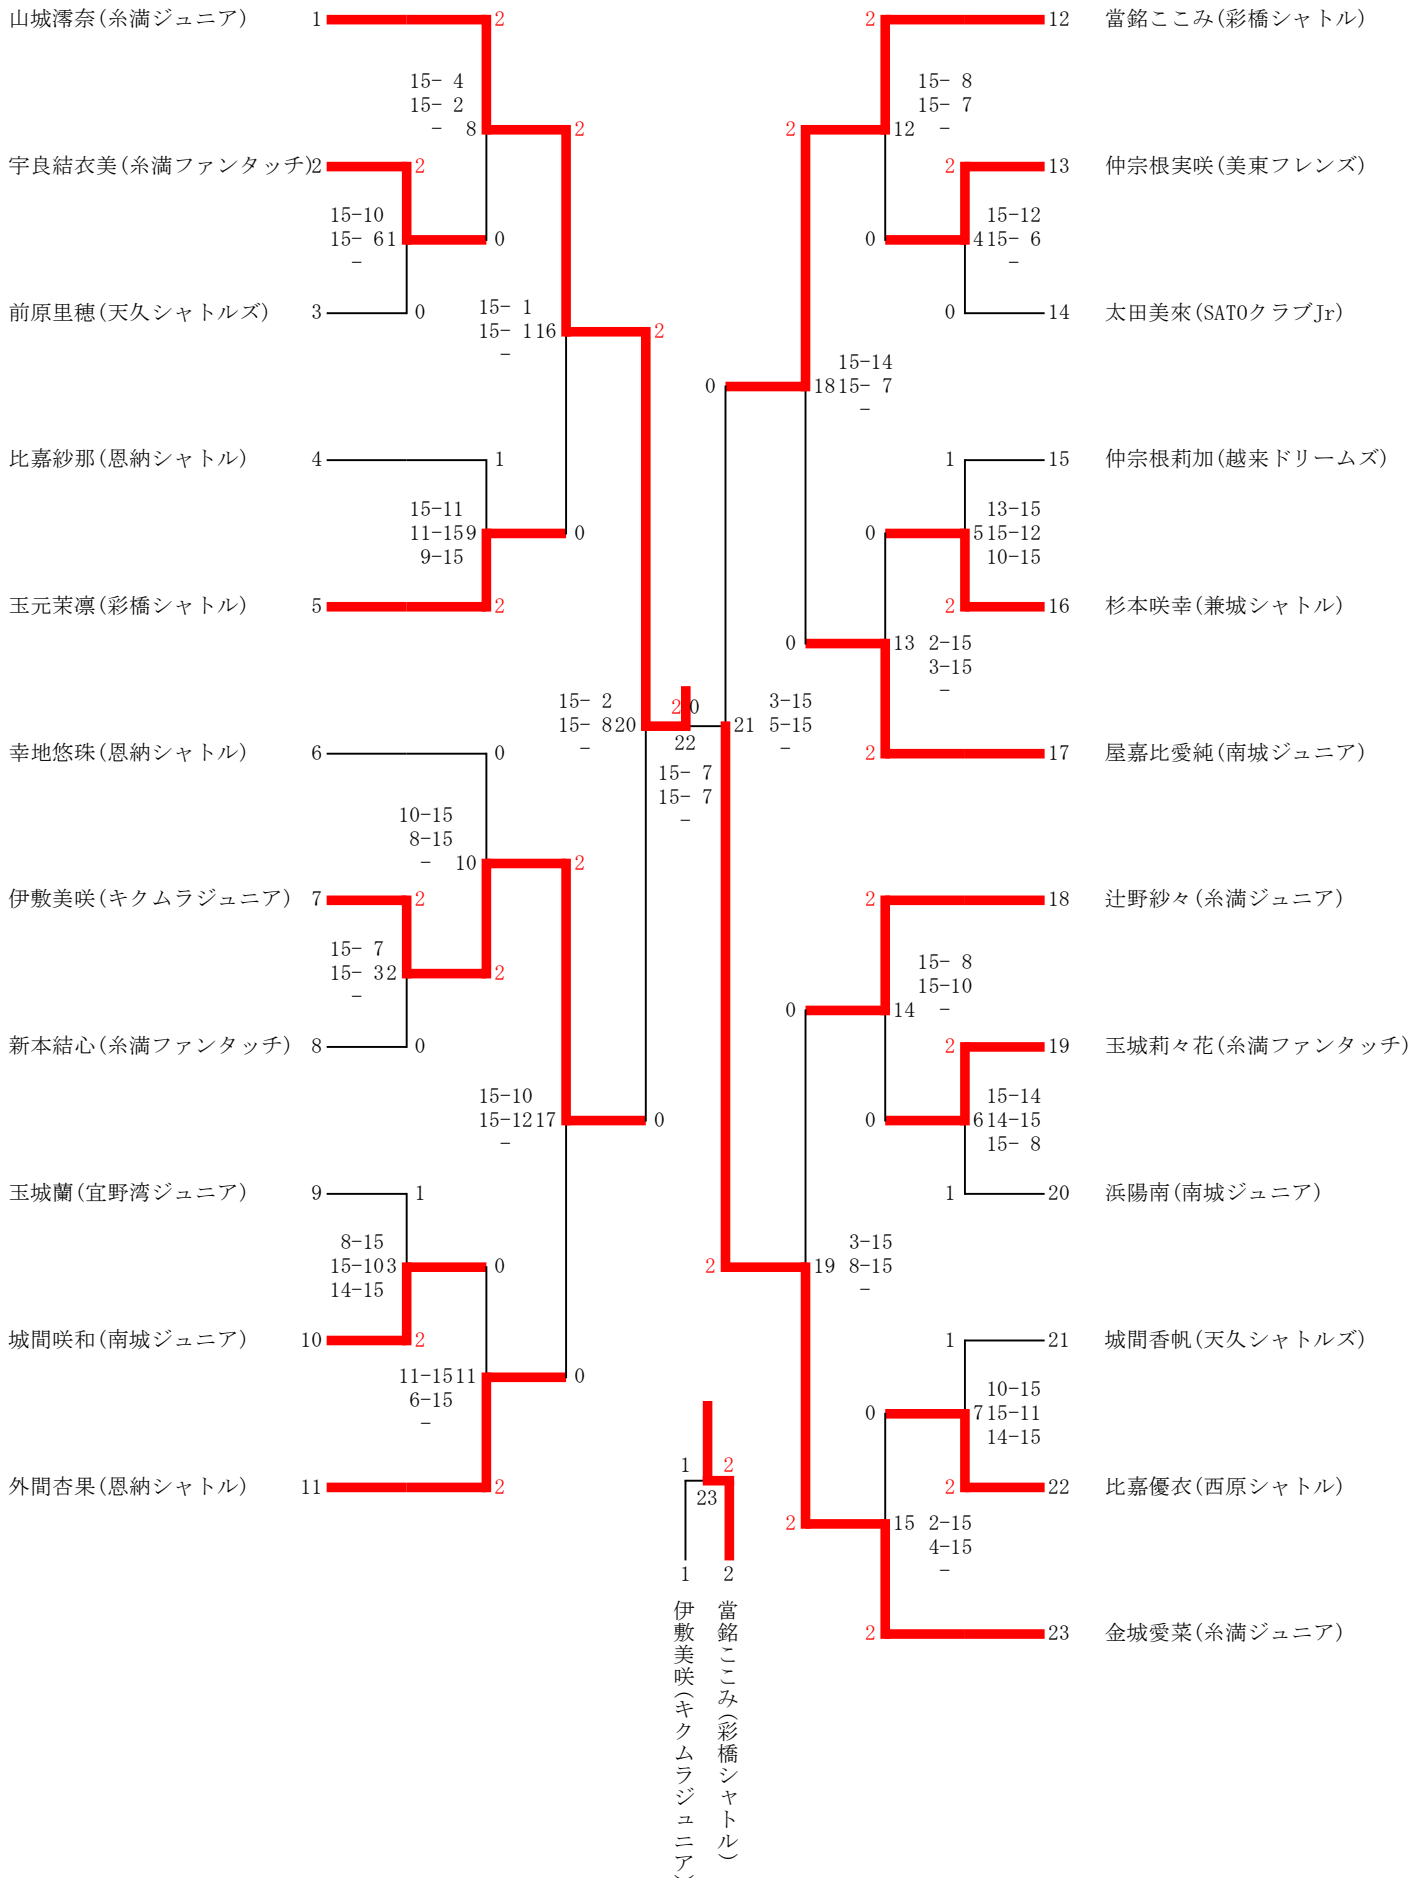 山城澪奈(糸満ジュニア) 1 2
15- 4
15- 2
- 8 2
宇良結衣美(糸満ファンタッチ) 2 2
15-10
15- 6 1 0
-
前原里穂(天久シャトルズ) 3 0
15- 1
15- 1 16 2
-
比嘉紗那(恩納シャトル) 4 1
15-11
11-15 9 0
9-15
玉元茉凛(彩橋シャトル) 5 2
15- 2
15- 8 20 2
-
幸地悠珠(恩納シャトル) 6 0
10-15
8-15
- 10 2
伊敷美咲(キクムラジュニア) 7 2
15- 7
15- 3 2 2
-
新本結心(糸満ファンタッチ) 8 0
15-10
15-12 17 0
-
玉城蘭(宜野湾ジュニア) 9 1
8-15
15-10 3 0
14-15
城間咲和(南城ジュニア) 10 2
11-15 11 0
6-15
-
外間杏果(恩納シャトル) 11 2
0
22
15- 7
15- 7
-
2 12 當銘ここみ(彩橋シャトル)
15- 8
15- 7
2 12 -
2 13 仲宗根実咲(美東フレンズ)
15-12
0 4 15- 6
-
0 14 太田美來(SATOクラブJr)
15-14
0 18 15- 7
-
1 15 仲宗根莉加(越来ドリームズ)
13-15
0 5 15-12
10-15
2 16 杉本咲幸(兼城シャトル)
0 13 2-15
3-15
-
3-15
21 5-15
-
2 17 屋嘉比愛純(南城ジュニア)
2 18 辻野紗々(糸満ジュニア)
15- 8
15-10
0 14 -
2 19 玉城莉々花(糸満ファンタッチ)
15-14
0 6 14-15
15- 8
1 20 浜陽南(南城ジュニア)
3-15
2 19 8-15
-
1 21 城間香帆(天久シャトルズ)
10-15
0 7 15-11
14-15
2 22 比嘉優衣(西原シャトル)
2 15 2-15
4-15
-
2 23 金城愛菜(糸満ジュニア)
1 2
23
1 2
伊敷美咲(キクムラジュニア)
當銘ここみ(彩橋シャトル)